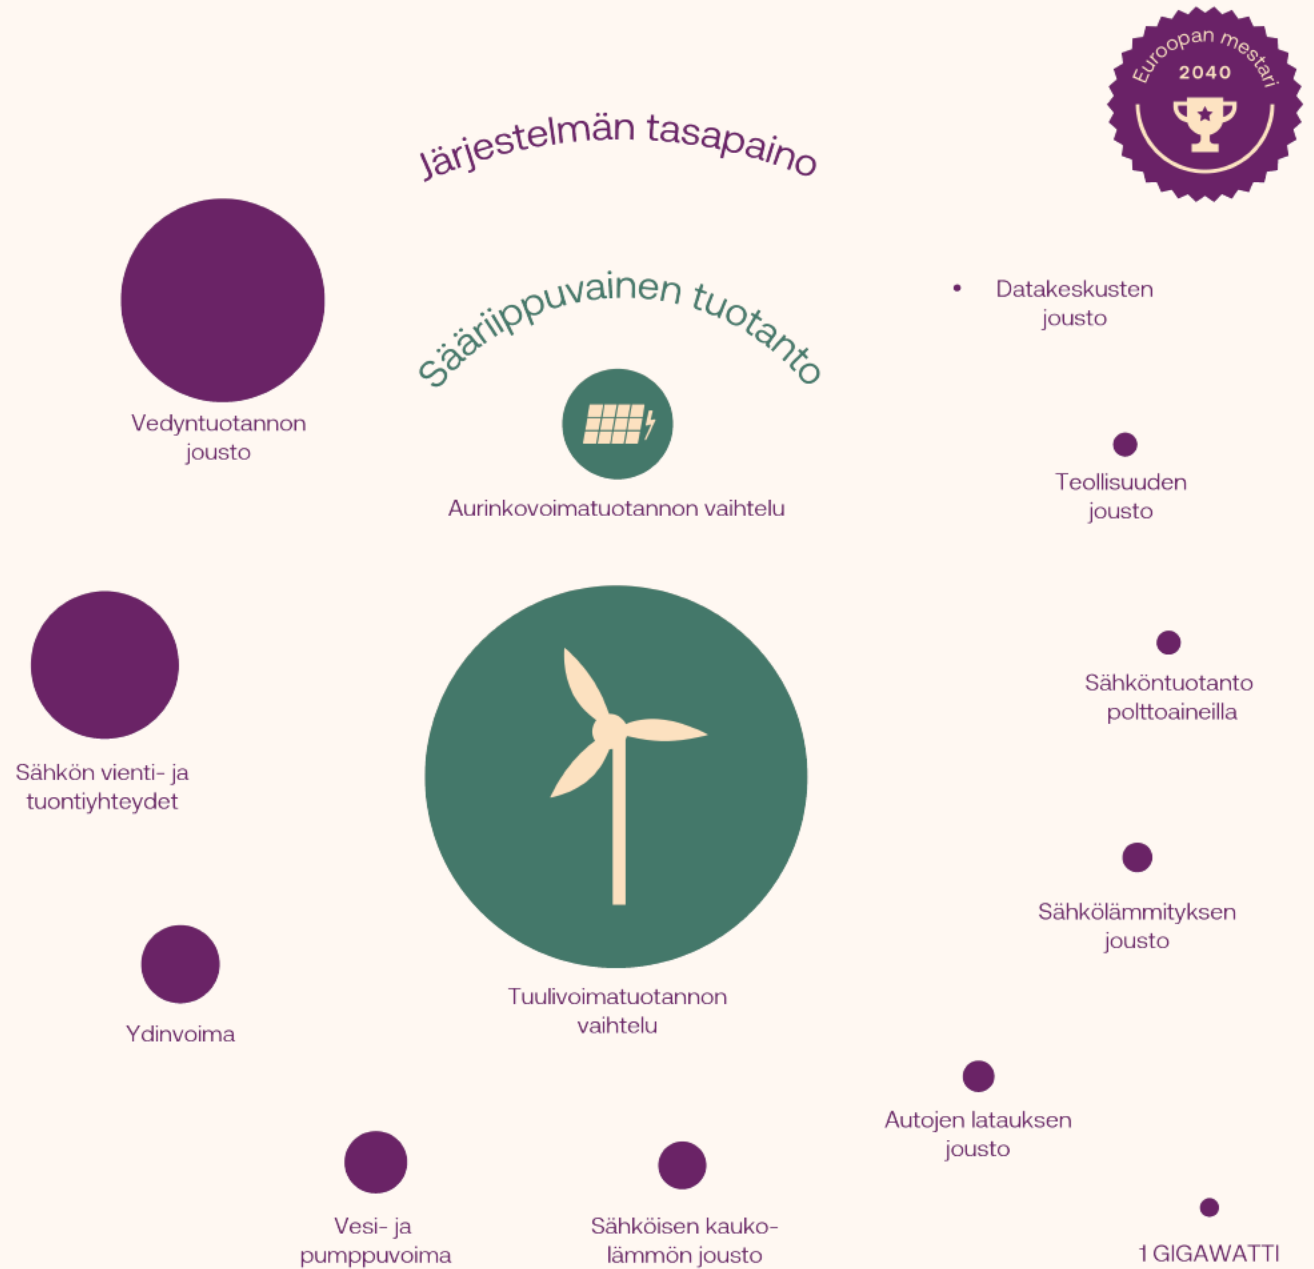 Euroopan mestari
2040
Järjestelmän tasapaino
Sääriippuvainen tuotanto
Datakeskusten
jousto
Vedyntuotannon
jousto
Teollisuuden
jousto
Aurinkovoimatuotannon vaihtelu
Sähköntuotanto
polttoaineilla
Sähkön vienti- ja
tuontiyhteydet
Sähkölämmityksen
jousto
Tuulivoimatuotannon
vaihtelu
Ydinvoima
Autojen latauksen
jousto
Vesi- ja
pumppuvoima
Sähköisen kauko-
lämmön jousto
1 GIGAWATTI